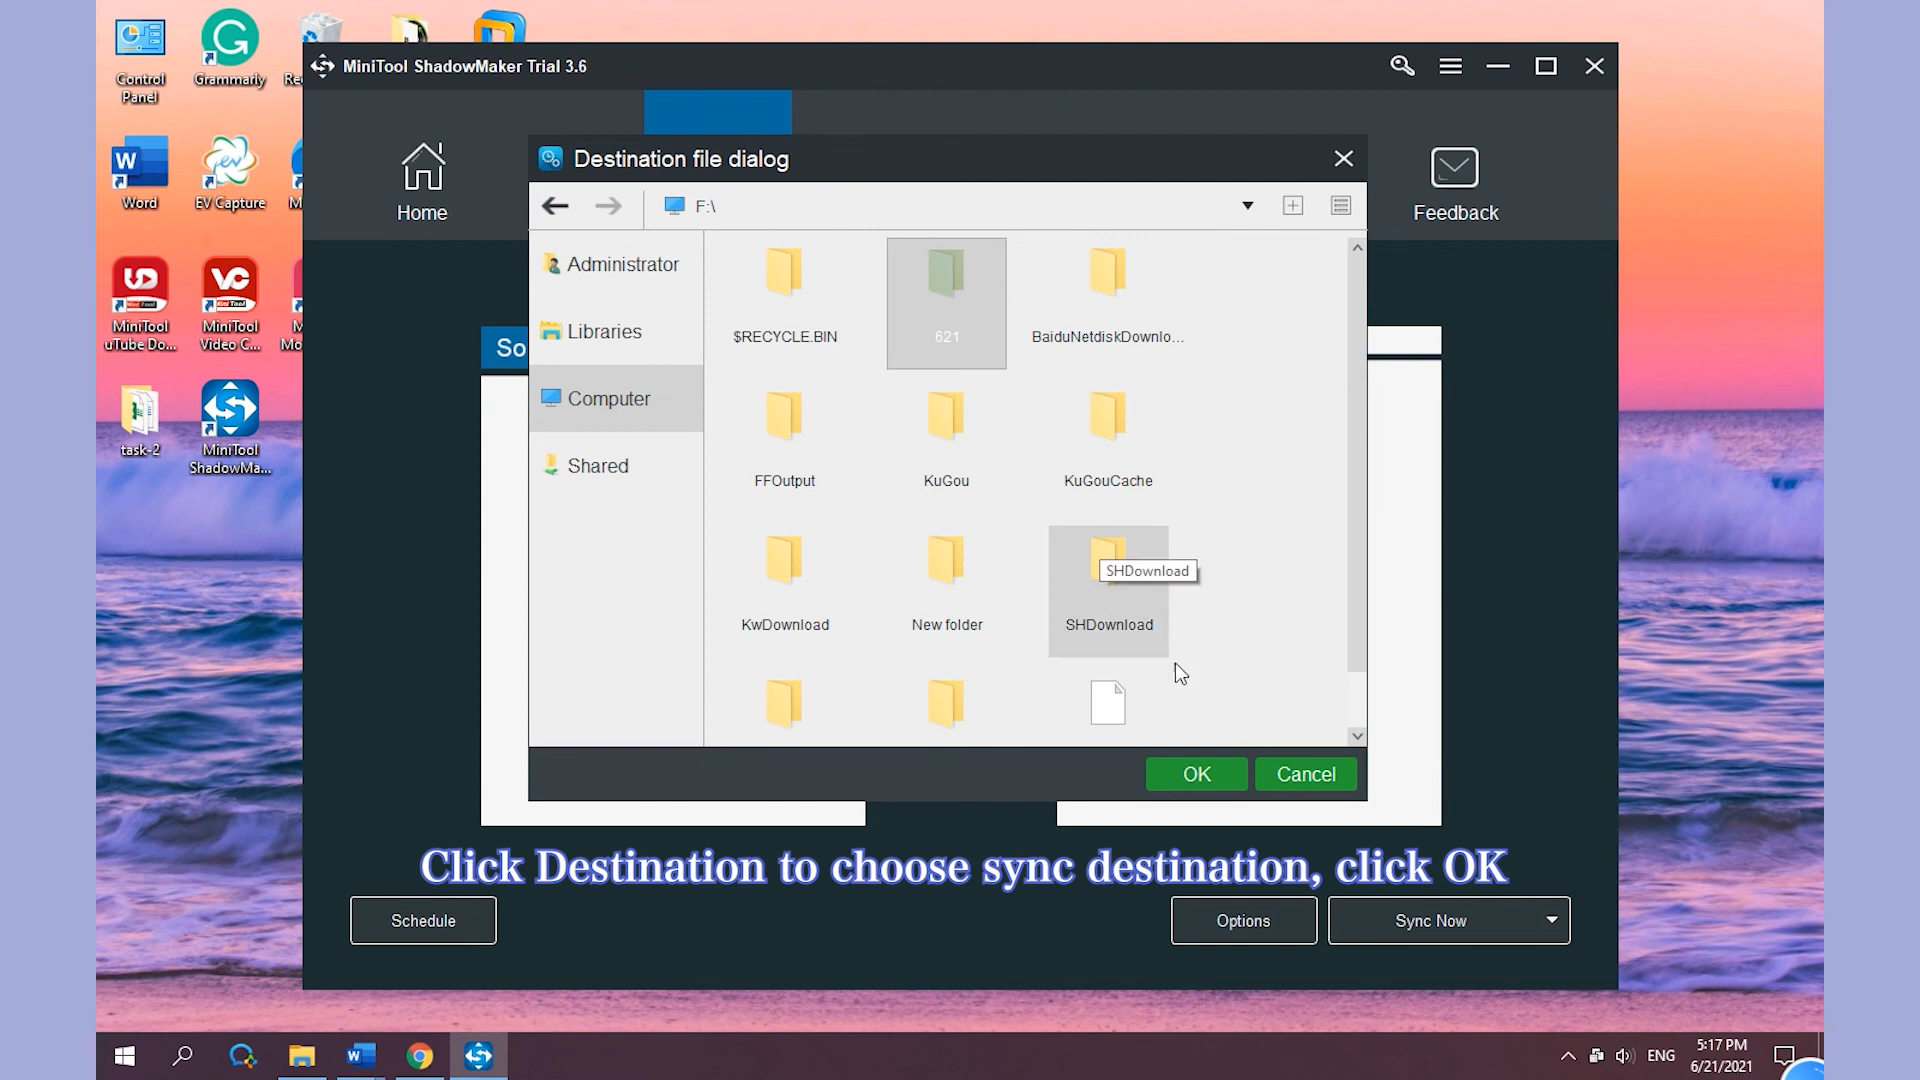 Control
Panel
Grammarly
Word
EV Capture
MiniTool
uTube Do...
MiniTool
Video C...
task-2
MiniTool
ShadowMa...
MiniTool ShadowMaker Trial 3.6
Home
Feedback
So
Destination file dialog
F:\
Administrator
Libraries
Computer
Shared
$RECYCLE.BIN
621
BaiduNetdiskDownlo...
FFOutput
KuGou
KuGouCache
KwDownload
New folder
SHDownload
SHDownload
OK
Cancel
Click Destination to choose sync destination, click OK
Schedule
Options
Sync Now
ENG
5:17 PM
6/21/2021